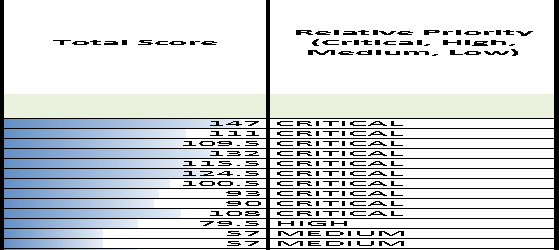 Total Score
Relative Priority
(Critical, High,
Medium, Low)
147 CRITICAL
111 CRITICAL
109.5 CRITICAL
132 CRITICAL
115.5 CRITICAL
124.5 CRITICAL
100.5 CRITICAL
93 CRITICAL
90 CRITICAL
108 CRITICAL
79.5 HIGH
57 MEDIUM
57 MEDIUM